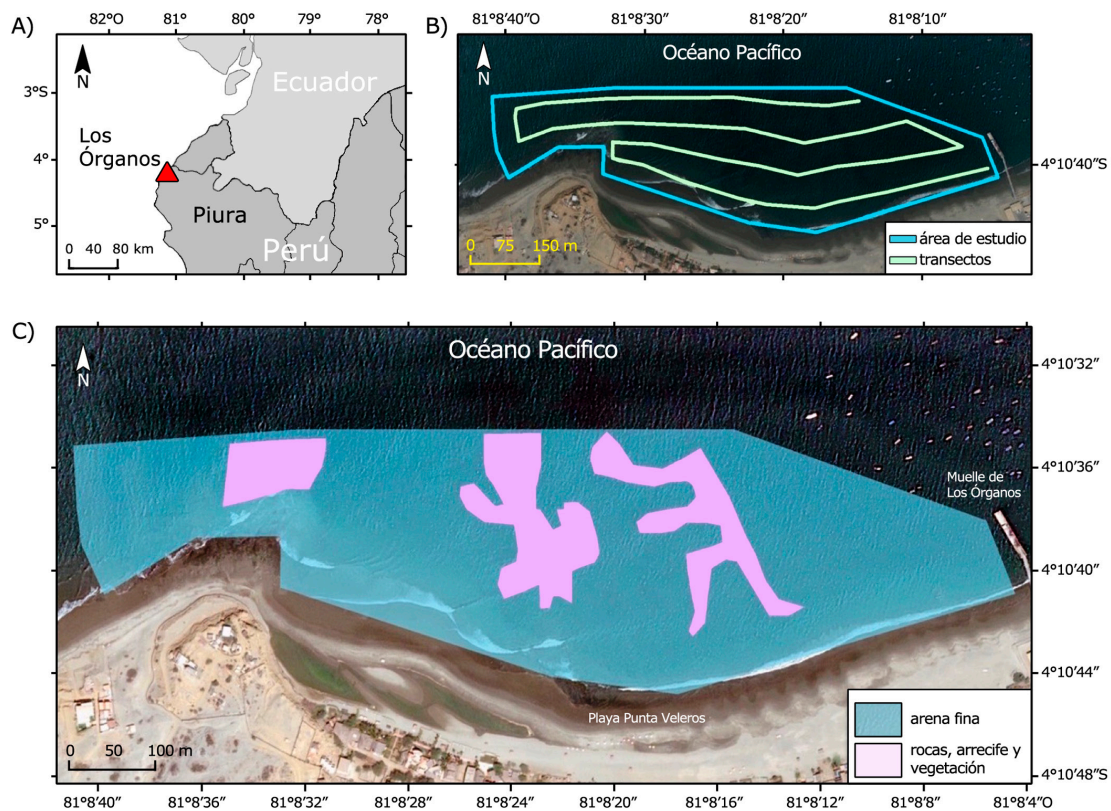 A)
82°
81°
80°
79°
78°
N
3°S
4°
5°
Ecuador
Los
Órganos
Piura
Perú
0 40 80 km
B)
81°8′40″O
81°8′30″
81°8′20″
81°8′10″
Océano Pacífico
N
4°10′40″S
0 75 150 m
área de estudio
transectos
C)
Océano Pacífico
N
4°10′32″
4°10′36″
Muelle de
Los Órganos
4°10′40″
4°10′44″
Playa Punta Veleros
0 50 100 m
arena fina
rocas, arrecife y
vegetación
4°10′48″S
81°8′40″
81°8′36″
81°8′32″
81°8′28″
81°8′24″
81°8′20″
81°8′16″
81°8′12″
81°8′8″
81°8′4″O